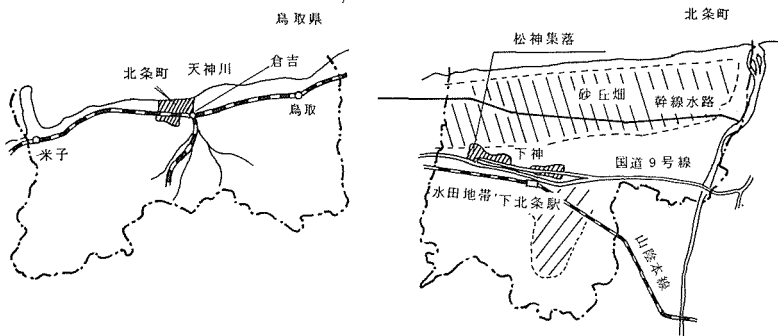 鳥取県
北条町
天神川
倉吉
鳥取
米子
北条町
松神集落
砂丘畑
幹線水路
下神
国道9号線
水田地帯
下北条駅
山陰本線